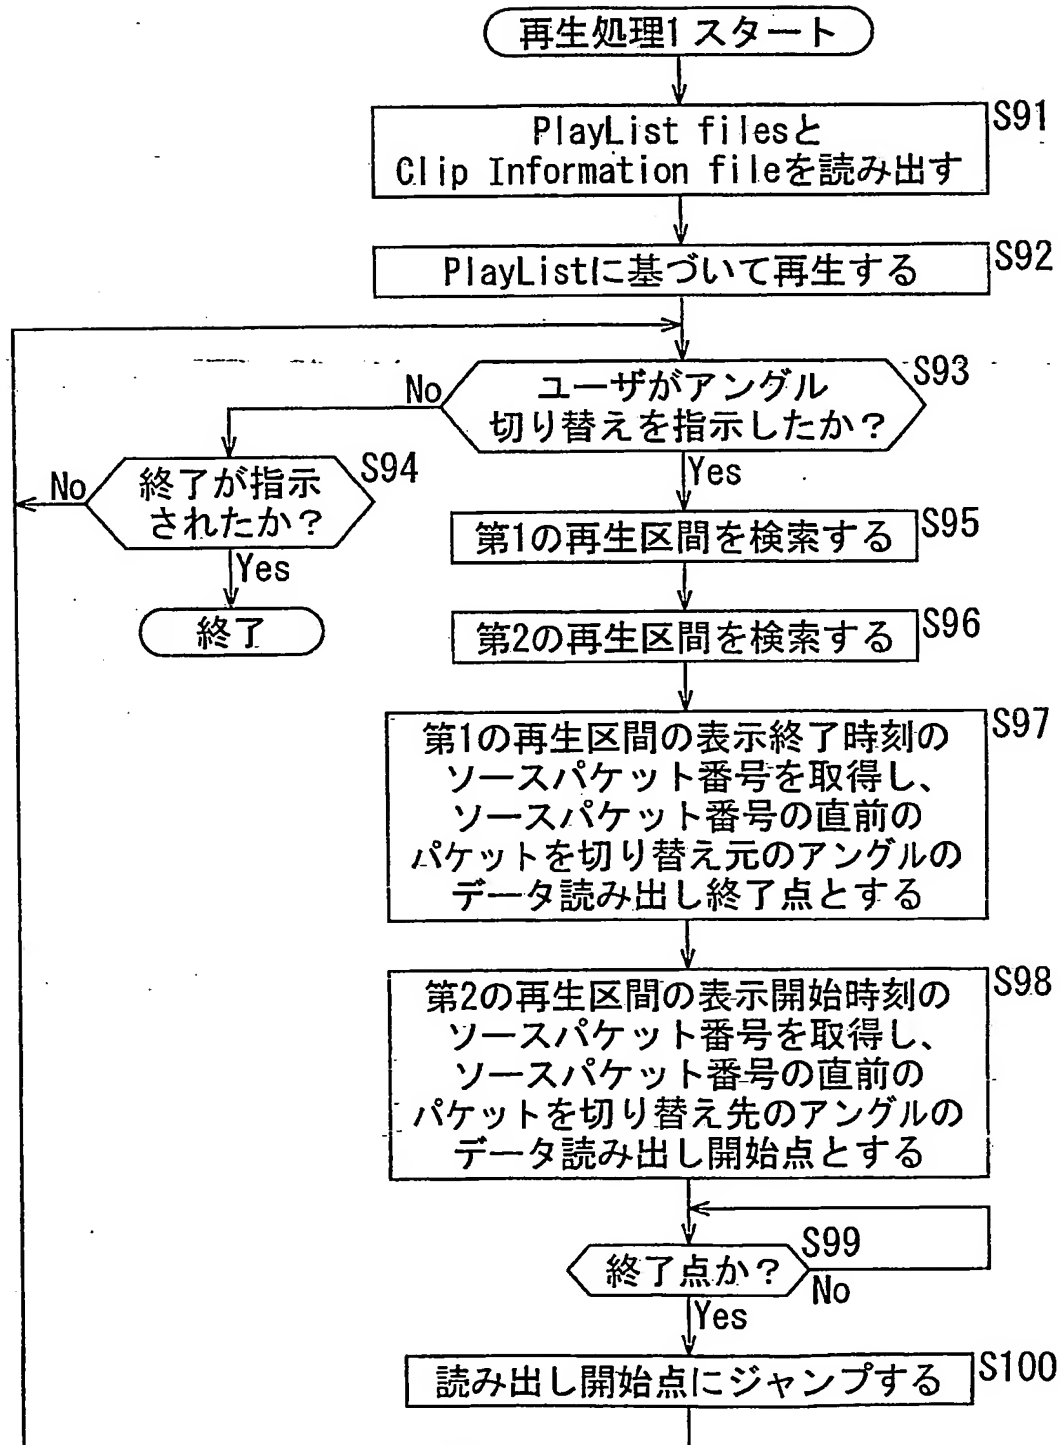 再生処理1 スタート
S91
PlayList filesと
Clip Information fileを読み出す
S92
PlayListに基づいて再生する
S93
ユーザがアングル
切り替えを指示したか?
No
Yes
S94
終了が指示
されたか?
No
Yes
終了
S95
第1の再生区間を検索する
S96
第2の再生区間を検索する
S97
第1の再生区間の表示終了時刻の
ソースパケット番号を取得し、
ソースパケット番号の直前の
パケットを切り替え元のアングルの
データ読み出し終了点とする
S98
第2の再生区間の表示開始時刻の
ソースパケット番号を取得し、
ソースパケット番号の直前の
パケットを切り替え先のアングルの
データ読み出し開始点とする
S99
終了点か?
No
Yes
S100
読み出し開始点にジャンプする